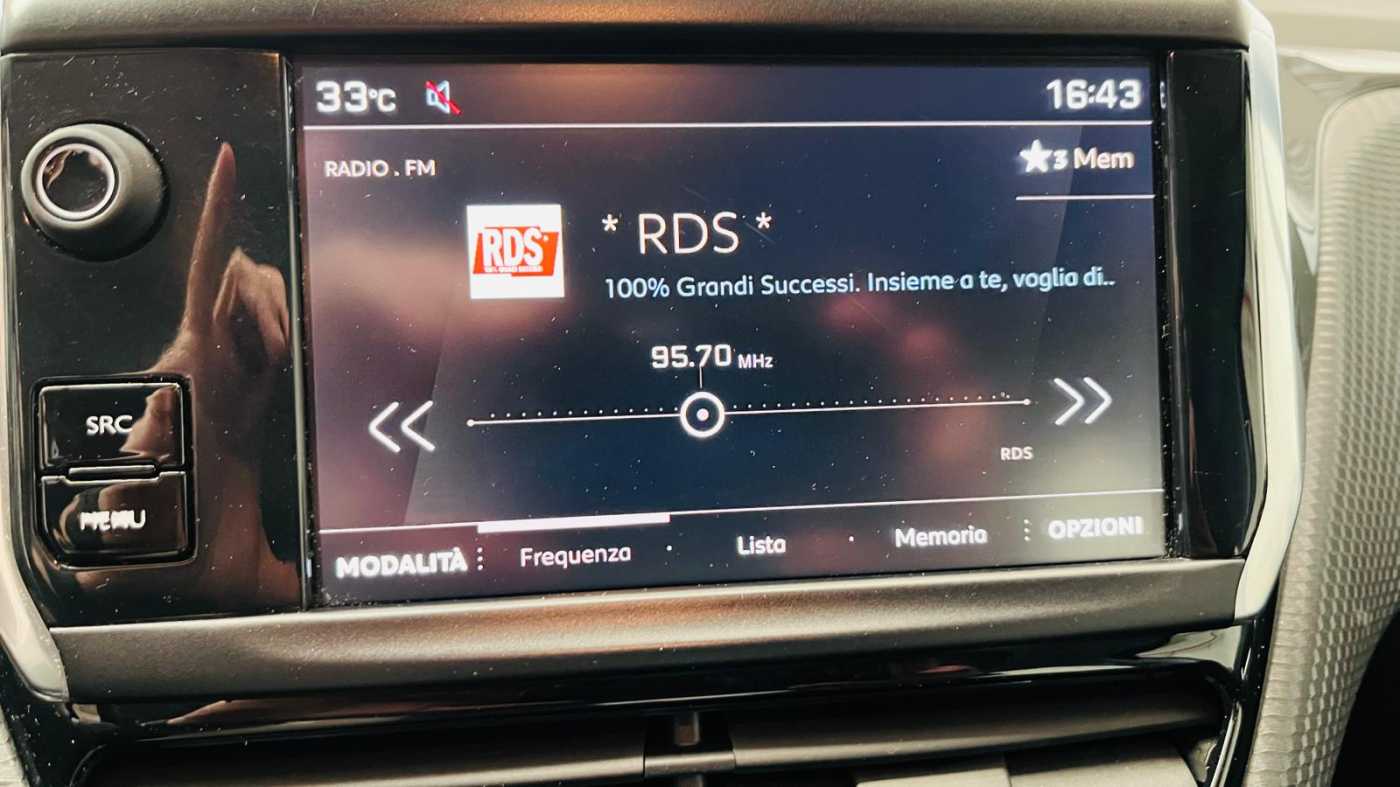 33°C
16:43
RADIO . FM
★3 Mem
RDS
* RDS *
100% Grandi Successi. Insieme a te, voglia di..
95.70 MHz
SRC
RDS
MENU
MODALITÀ
Frequenza
Lista
Memoria
OPZIONI